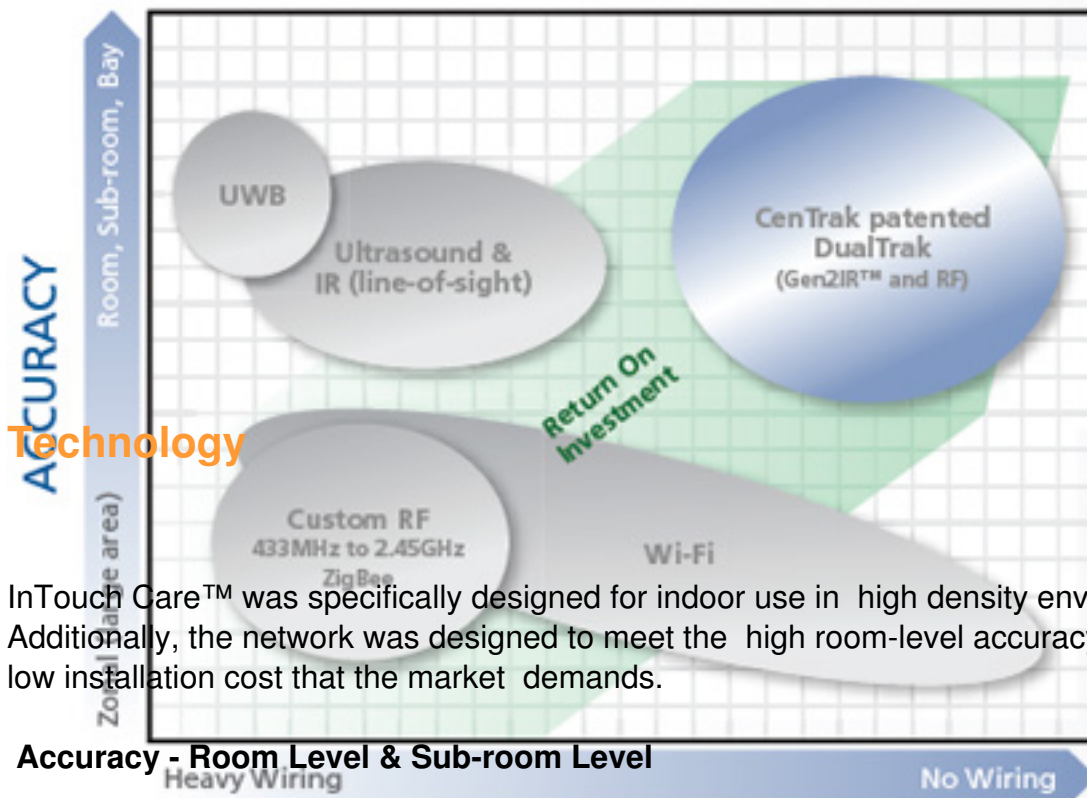 ACCURACY
Room, Sub-room, Bay
Zonal (large area)
UWB
Ultrasound &
IR (line-of-sight)
CenTrak patented
DualTrak
(Gen2IR™ and RF)
Return On
Investment
Technology
Custom RF
433MHz to 2.45GHz
ZigBee
Wi-Fi
InTouch Care™ was specifically designed for indoor use in high density
Additionally, the network was designed to meet the high room-level
low installation cost that the market demands.
Accuracy - Room Level & Sub-room Level
Heavy Wiring
No Wiring